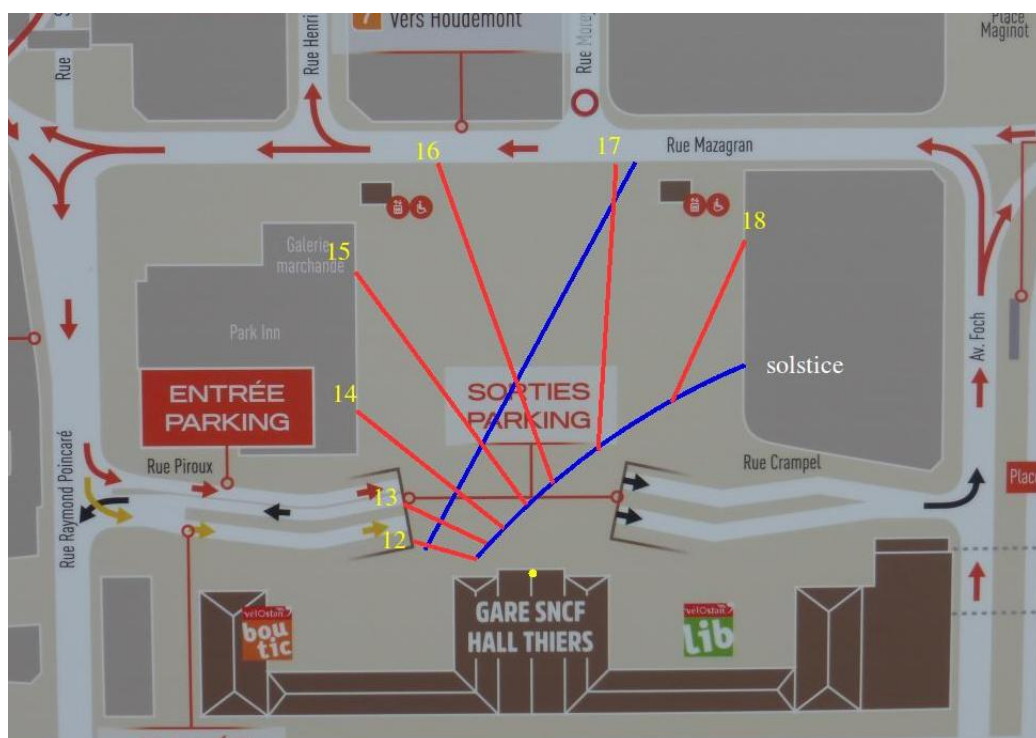 7
Vers Houdemont
Place
Maginot
Rue
Rue Henri
Rue Mazagran
16
17
18
15
14
13
12
Galerie
marchande
Park Inn
ENTRÉE
PARKING
SORTIES
PARKING
solstice
Rue Piroux
Rue Crampel
Rue Raymond Poincaré
Av. Foch
Place
GARE SNCF
HALL THIERS
vélOstan
bou
tic
vélOstan
lib